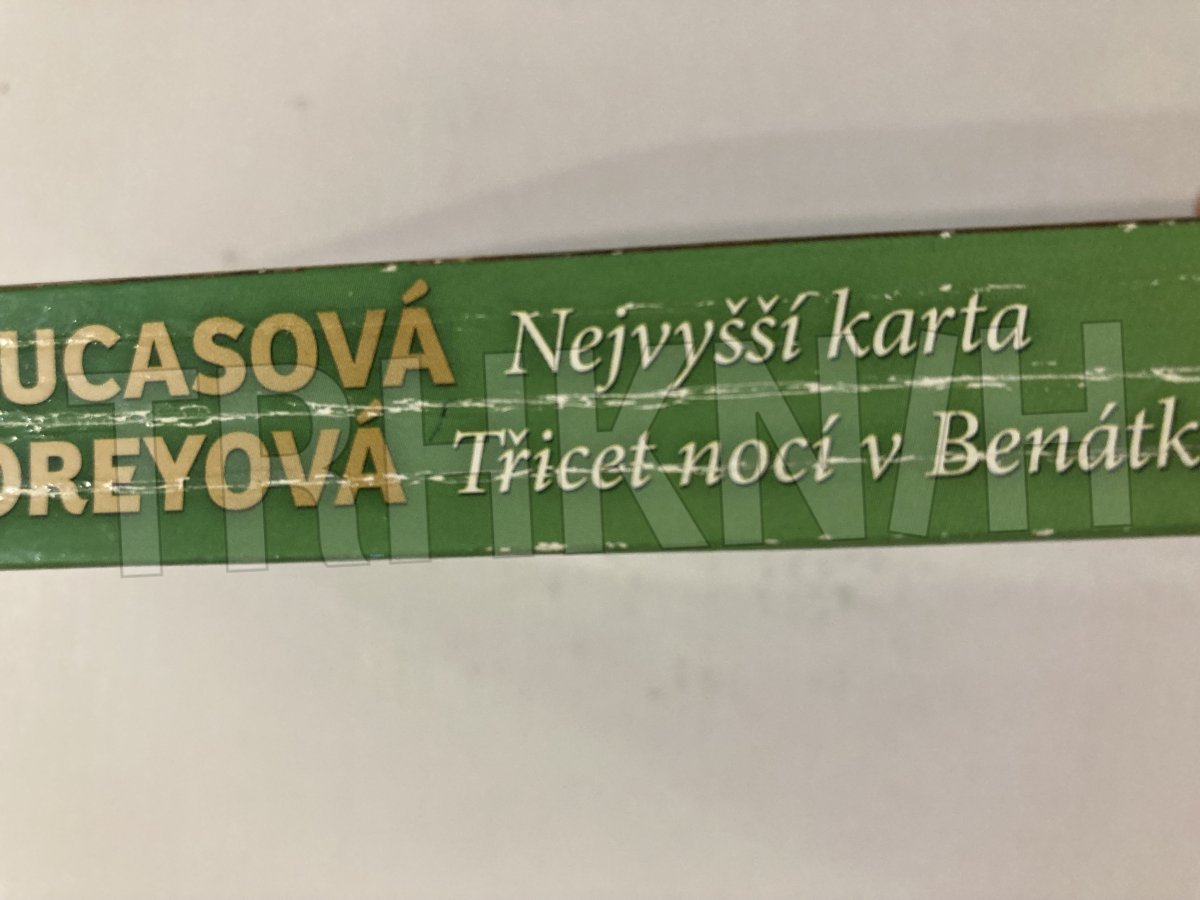 UCASOVÁ Nejvyšší karta
OREYOVÁ Třicet nocí v Benátk
TRHKNIH